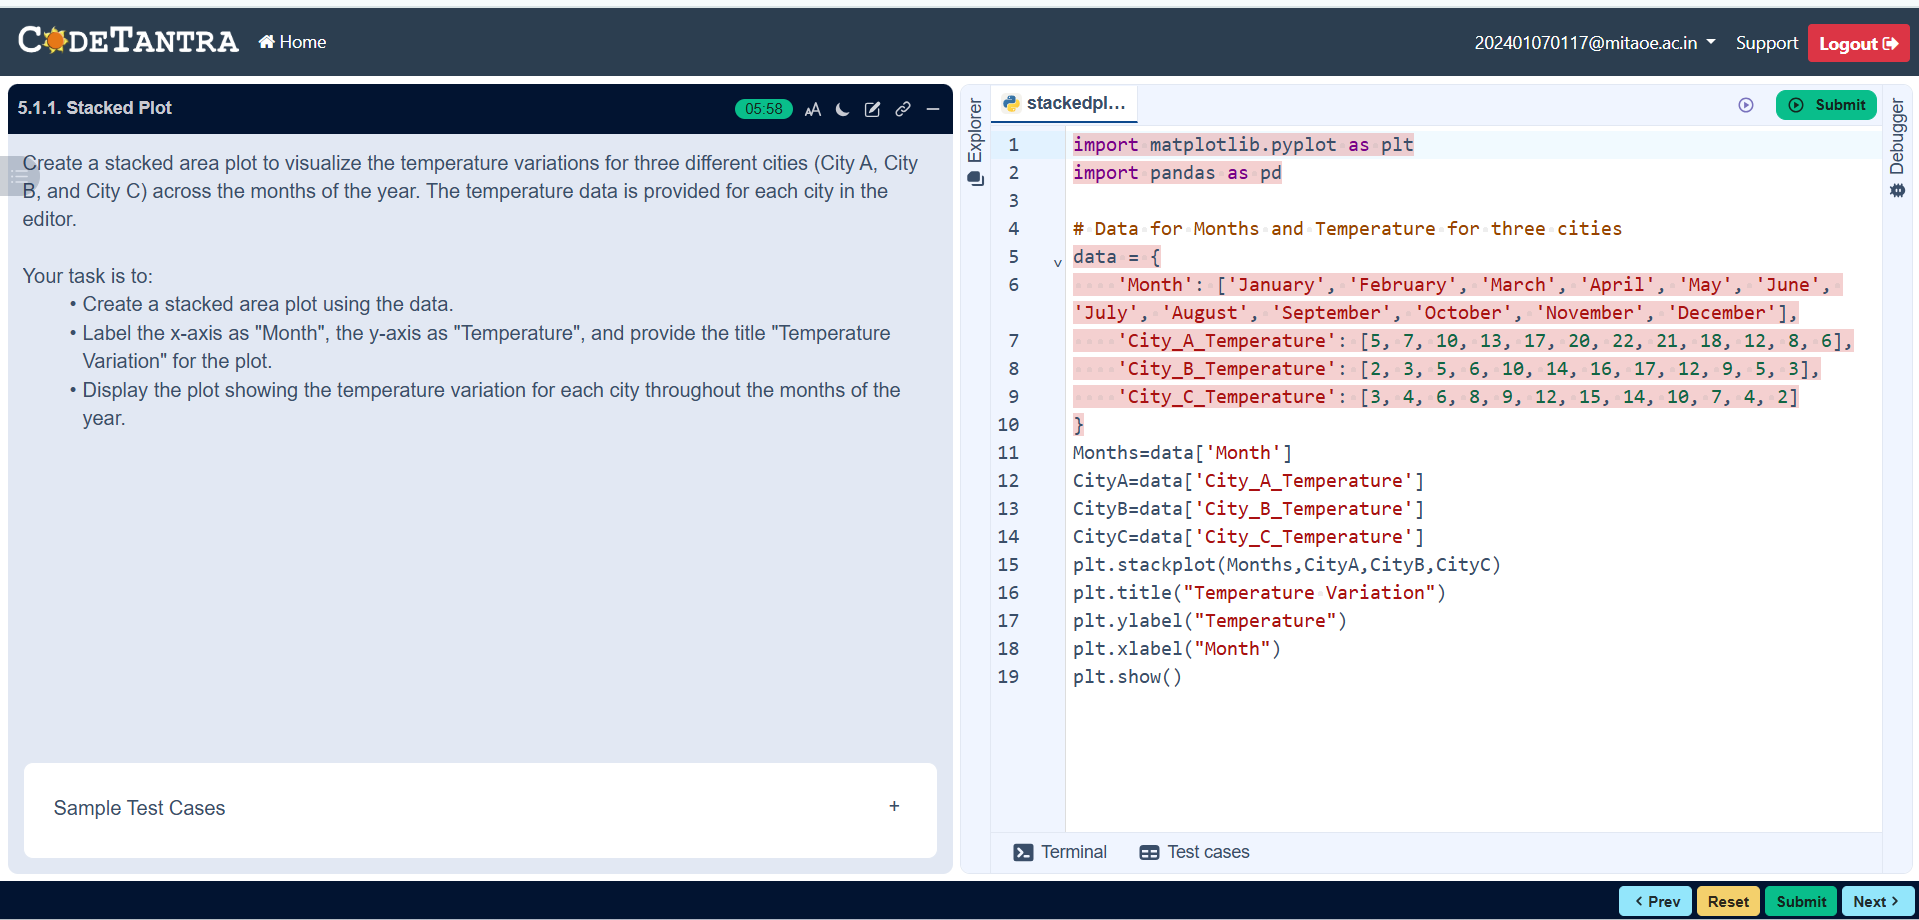 CODETANTRA
Home
202401070117@mitaoe.ac.in
Support
Logout
5.1.1. Stacked Plot
05:58
Create a stacked area plot to visualize the temperature variations for three different cities (City A, City
B, and City C) across the months of the year. The temperature data is provided for each city in the
editor.
Your task is to:
• Create a stacked area plot using the data.
• Label the x-axis as "Month", the y-axis as "Temperature", and provide the title "Temperature
Variation" for the plot.
• Display the plot showing the temperature variation for each city throughout the months of the
year.
Sample Test Cases
+
Explorer
stackedpl...
Submit
Debugger
1 import matplotlib.pyplot as plt
2 import pandas as pd
3
4 # Data for Months and Temperature for three cities
5 data = {
6     'Month': ['January', 'February', 'March', 'April', 'May', 'June',
'July', 'August', 'September', 'October', 'November', 'December'],
7     'City_A_Temperature': [5, 7, 10, 13, 17, 20, 22, 21, 18, 12, 8, 6],
8     'City_B_Temperature': [2, 3, 5, 6, 10, 14, 16, 17, 12, 9, 5, 3],
9     'City_C_Temperature': [3, 4, 6, 8, 9, 12, 15, 14, 10, 7, 4, 2]
10 }
11 Months=data['Month']
12 CityA=data['City_A_Temperature']
13 CityB=data['City_B_Temperature']
14 CityC=data['City_C_Temperature']
15 plt.stackplot(Months,CityA,CityB,CityC)
16 plt.title("Temperature Variation")
17 plt.ylabel("Temperature")
18 plt.xlabel("Month")
19 plt.show()
Terminal
Test cases
< Prev
Reset
Submit
Next >